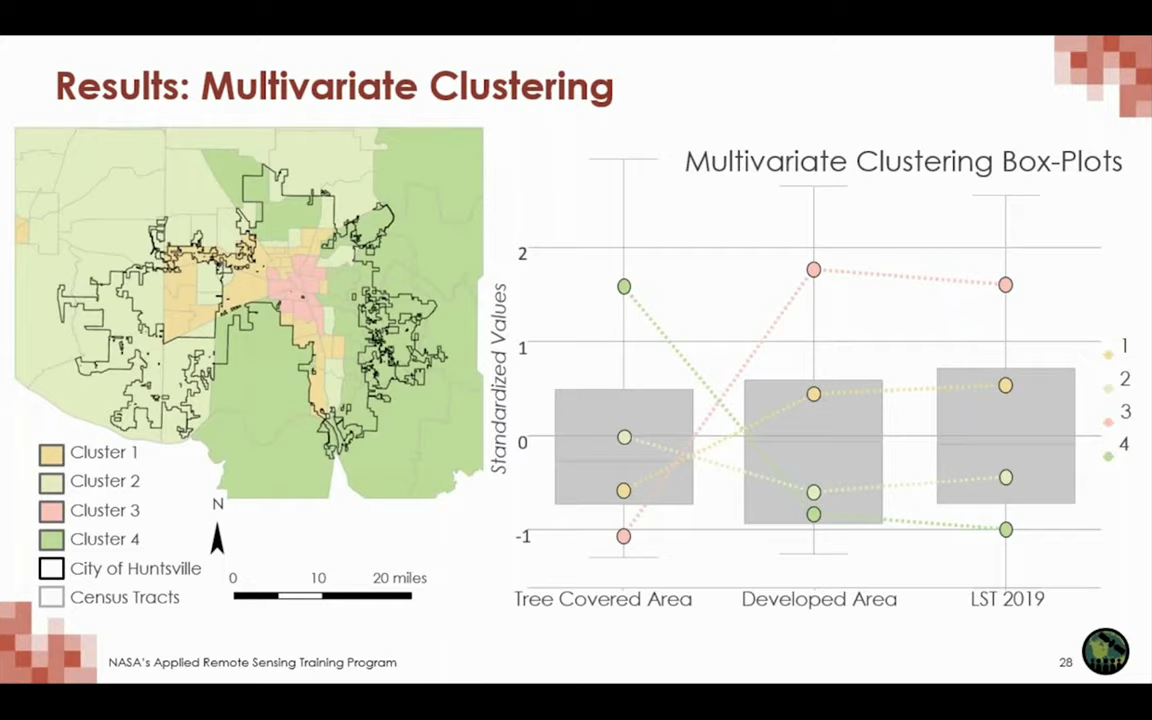 Results: Multivariate Clustering
Cluster 1
Cluster 2
Cluster 3
Cluster 4
City of Huntsville
Census Tracts
N
0 10 20 miles
Multivariate Clustering Box-Plots
Standardized Values
2
1
0
-1
Tree Covered Area Developed Area LST 2019
1
2
3
4
NASA's Applied Remote Sensing Training Program
28